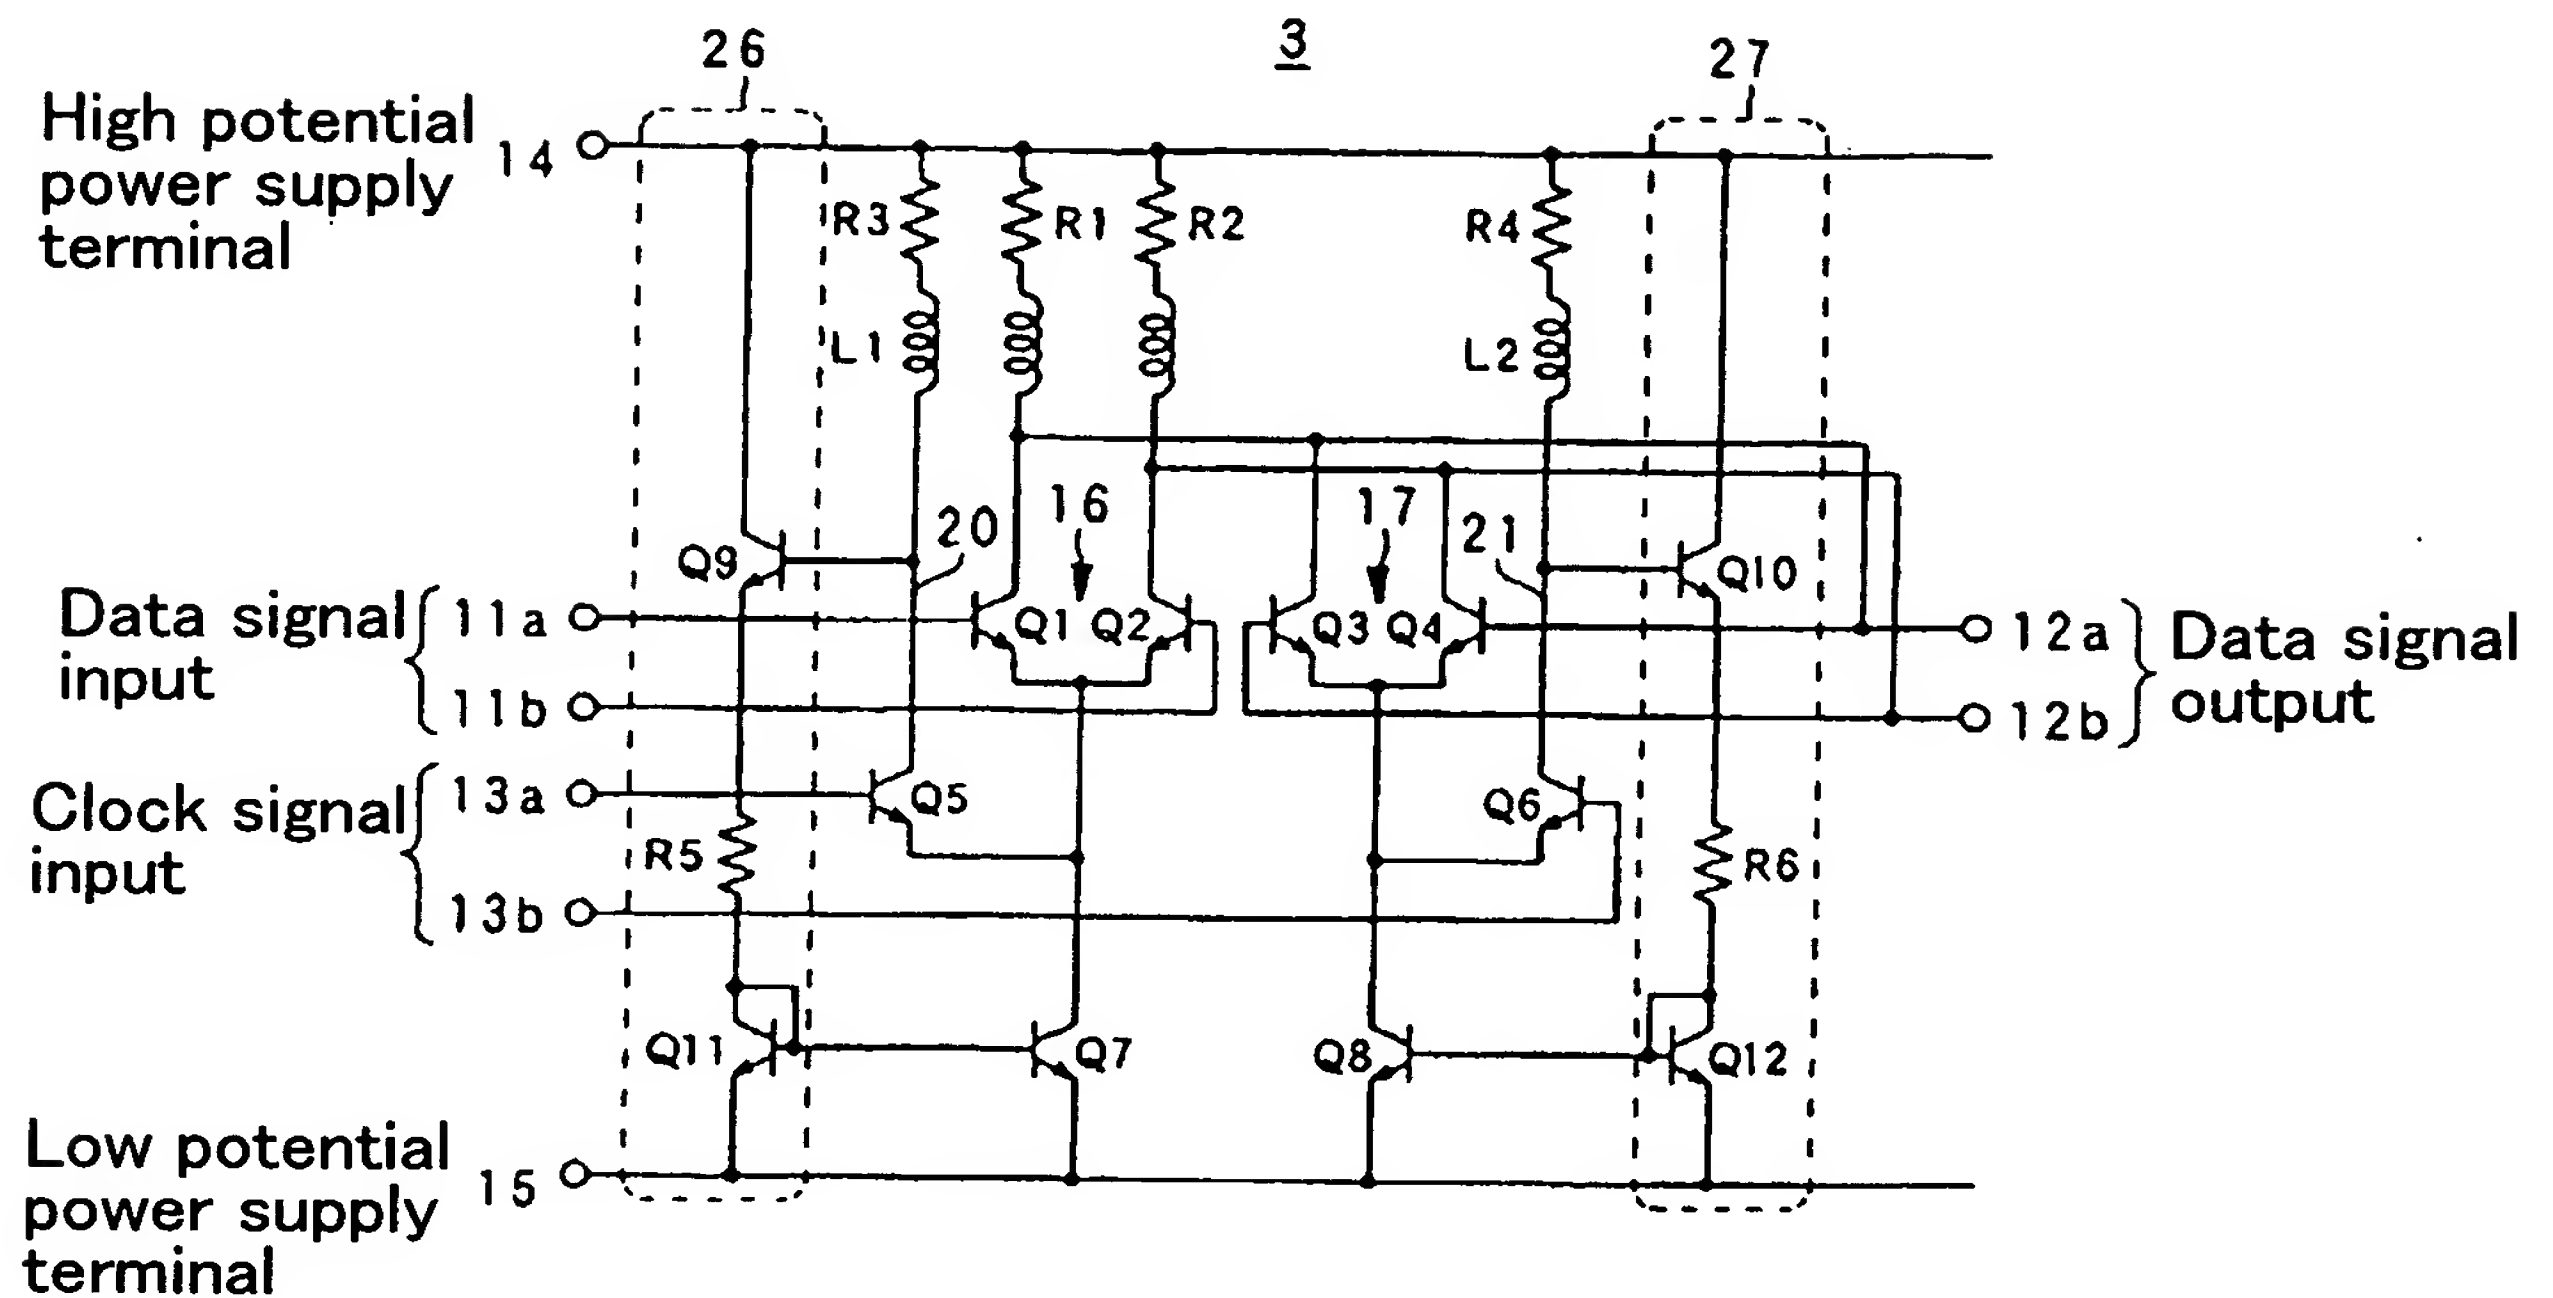 3
26
27
High potential
power supply
terminal
14
R3
R1
R2
R4
L1
L2
20
16
17
21
Q9
Q10
Data signal
input
11a
Q1
Q2
Q3
Q4
12a
Data signal
output
11b
12b
Clock signal
input
13a
Q5
Q6
R5
R6
13b
Q11
Q7
Q8
Q12
Low potential
power supply
terminal
15